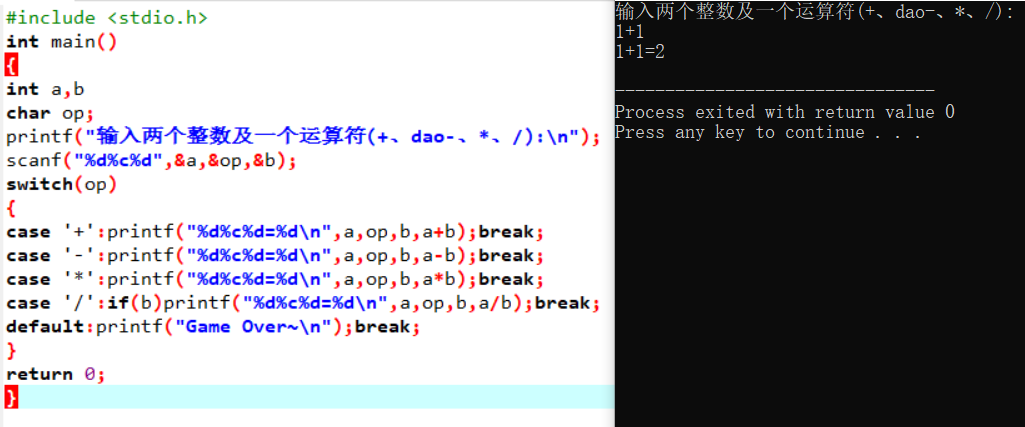 #include <stdio.h>
int main()
{
int a,b
char op;
printf("输入两个整数及一个运算符(+、dao-、*、/):\n");
scanf("%d%c%d",&a,&op,&b);
switch(op)
{
case '+':printf("%d%c%d=%d\n",a,op,b,a+b);break;
case '-':printf("%d%c%d=%d\n",a,op,b,a-b);break;
case '*':printf("%d%c%d=%d\n",a,op,b,a*b);break;
case '/':if(b)printf("%d%c%d=%d\n",a,op,b,a/b);break;
default:printf("Game Over~\n");break;
}
return 0;
}
输入两个整数及一个运算符(+、dao-、*、/):
1+1
1+1=2
--------------------------------
Process exited with return value 0
Press any key to continue . . .